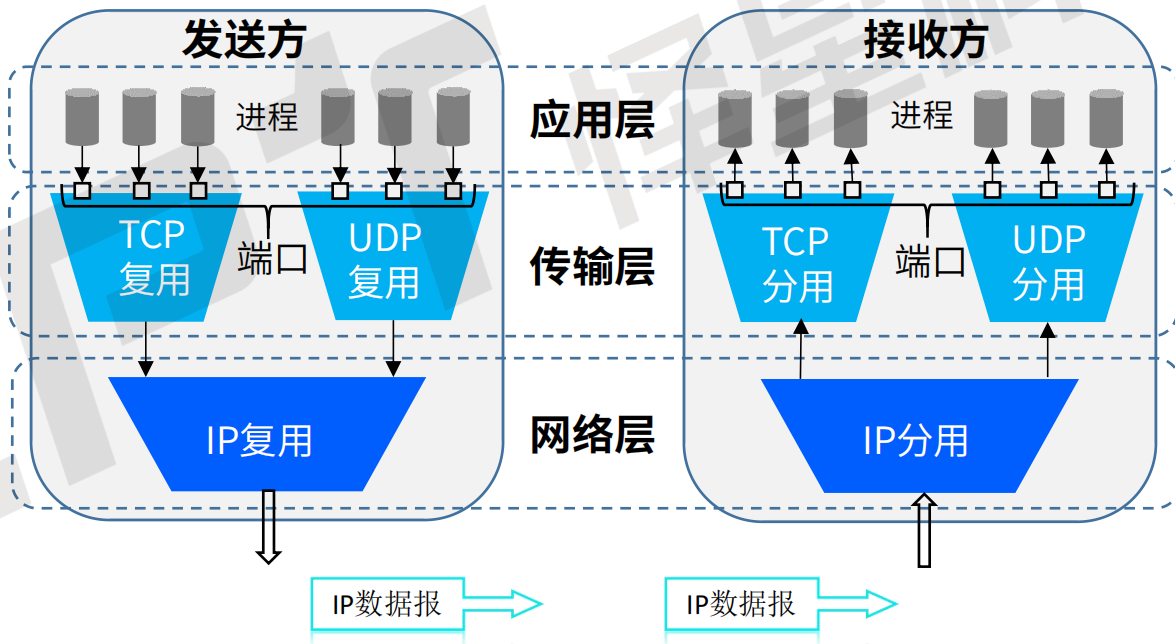 发送方
接收方
进程
应用层
进程
TCP
复用
端口
UDP
复用
传输层
TCP
分用
端口
UDP
分用
IP复用
网络层
IP分用
IP数据报
IP数据报